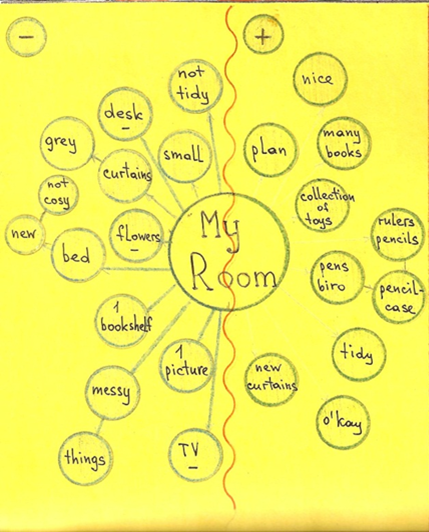 −
+
not
tidy
nice
desk
−
grey
small
plan
many
books
curtains
not
cosy
collection
of
toys
new
flowers
−
bed
My
Room
rulers
pencils
pens
biro
pencil-
case
1
bookshelf
1
picture
tidy
messy
new
curtains
o'kay
things
TV
−